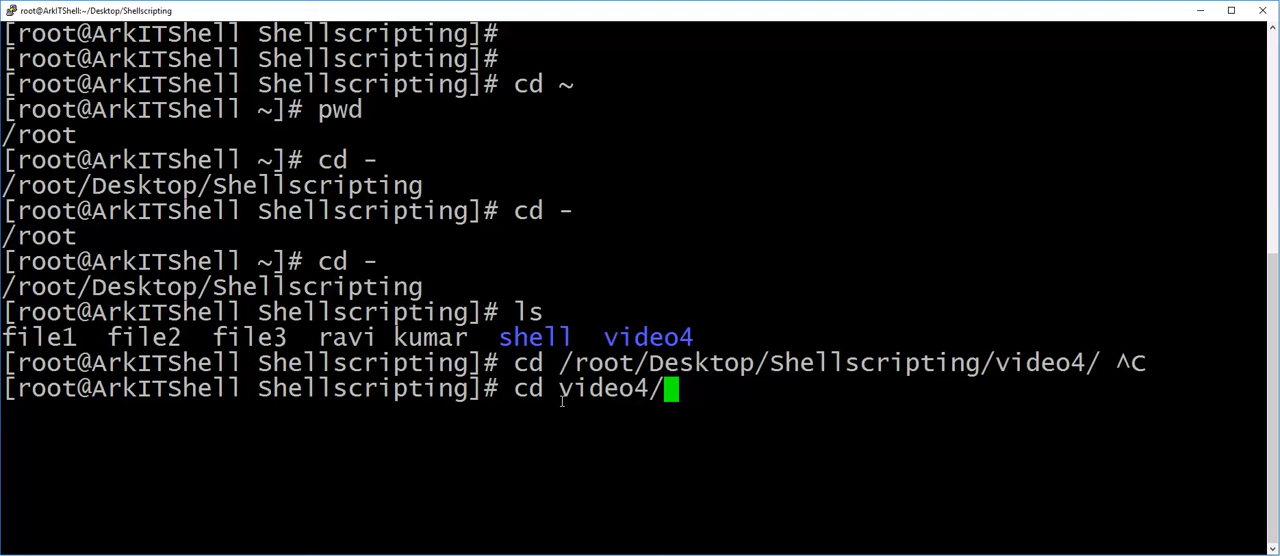 root@ArkITShell:~/Desktop/Shellscripting
[root@ArkITShell Shellscripting]#
[root@ArkITShell Shellscripting]#
[root@ArkITShell Shellscripting]# cd ~
[root@ArkITShell ~]# pwd
/root
[root@ArkITShell ~]# cd -
/root/Desktop/Shellscripting
[root@ArkITShell Shellscripting]# cd -
/root
[root@ArkITShell ~]# cd -
/root/Desktop/Shellscripting
[root@ArkITShell Shellscripting]# ls
file1  file2  file3  ravi kumar  shell  video4
[root@ArkITShell Shellscripting]# cd /root/Desktop/Shellscripting/video4/ ^C
[root@ArkITShell Shellscripting]# cd video4/